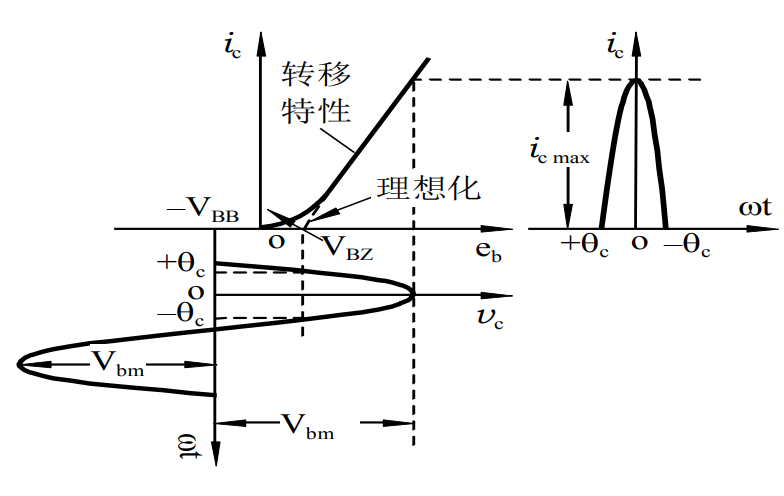 i_c
i_c
转移
特性
i_c max
理想化
–V_BB
o
V_BZ
e_b
+θ_c
o
–θ_c
ωt
+θ_c
o
–θ_c
v_c
V_bm
V_bm
ωt